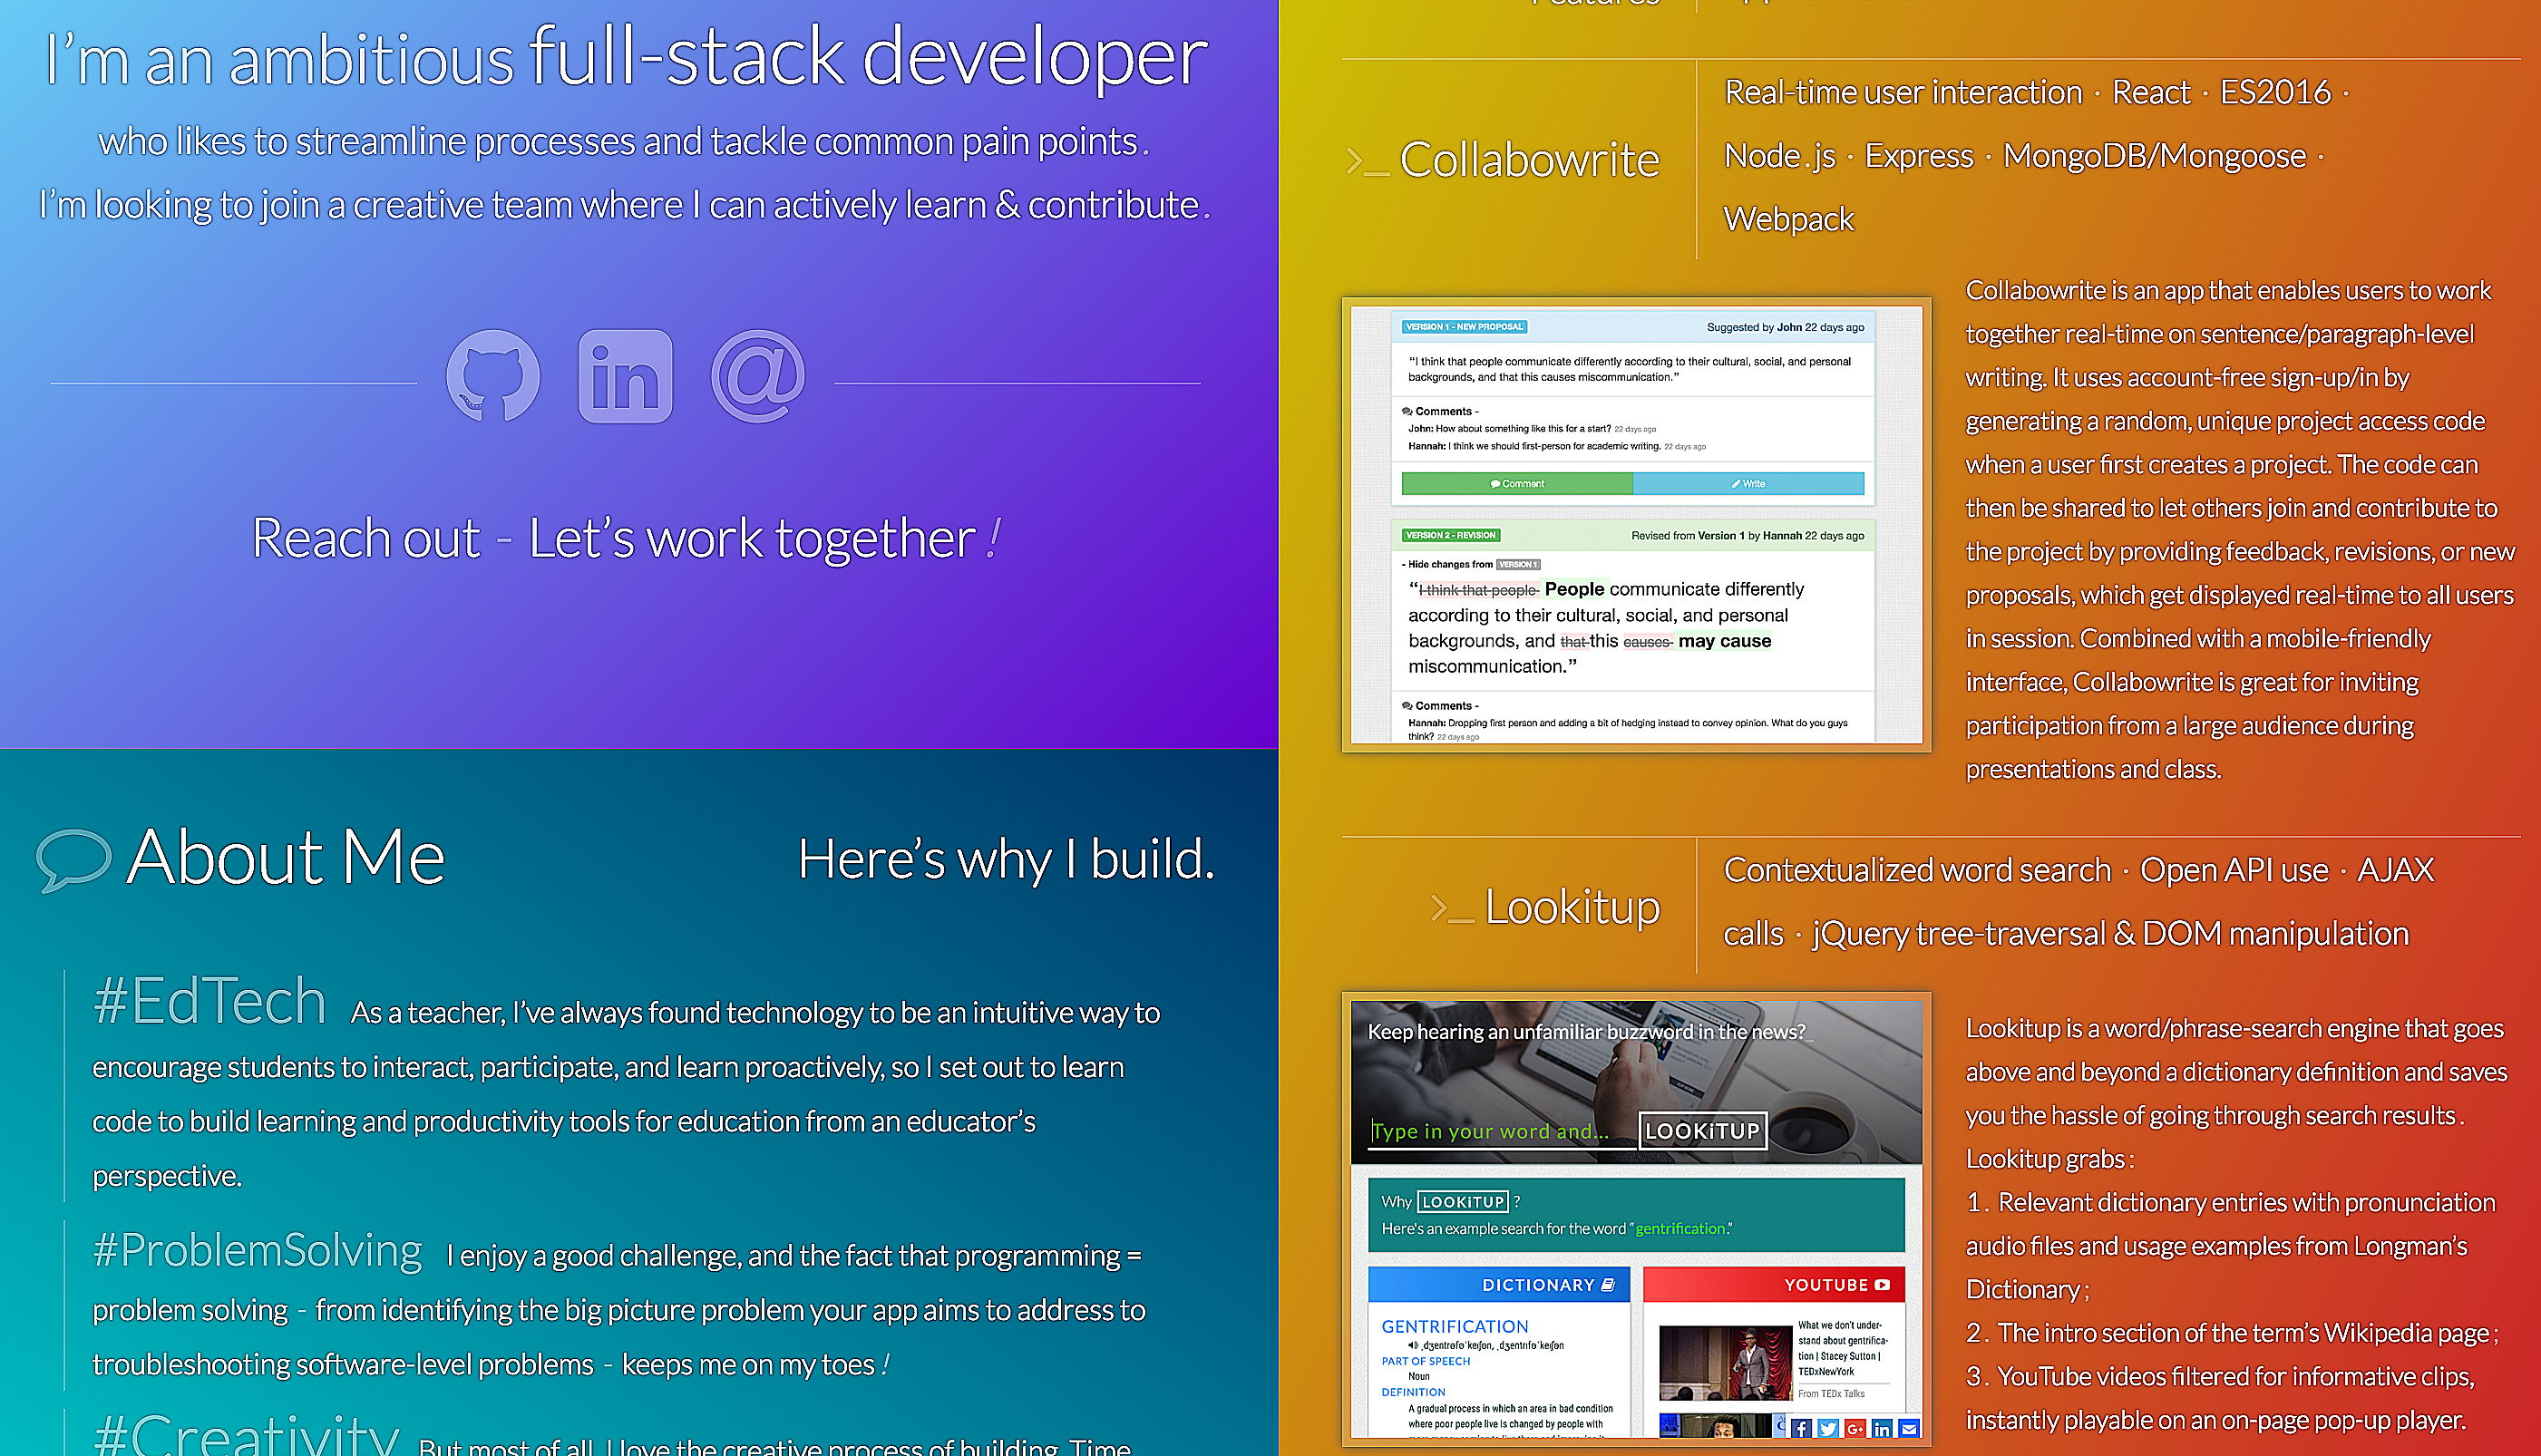 I'm an ambitious full-stack developer
who likes to streamline processes and tackle common pain points.
I'm looking to join a creative team where I can actively learn & contribute.
in
@
Reach out - Let's work together!
About Me
Here's why I build.
#EdTech As a teacher, I've always found technology to be an intuitive way to
encourage students to interact, participate, and learn proactively, so I set out to learn
code to build learning and productivity tools for education from an educator's
perspective.
#ProblemSolving I enjoy a good challenge, and the fact that programming =
problem solving - from identifying the big picture problem your app aims to address to
troubleshooting software-level problems - keeps me on my toes!
#Creativity But most of all, I love the creative process of building. Time
Features
>_ Collabowrite
Real-time user interaction · React · ES2016 ·
Node.js · Express · MongoDB/Mongoose ·
Webpack
VERSION 1 - NEW PROPOSAL Suggested by John 22 days ago
"I think that people communicate differently according to their cultural, social, and personal
backgrounds, and that this causes miscommunication."
Comments -
John: How about something like this for a start? 22 days ago
Hannah: I think we should first-person for academic writing. 22 days ago
Comment Write
VERSION 2 - REVISION Revised from Version 1 by Hannah 22 days ago
- Hide changes from VERSION 1
"I think that people People communicate differently
according to their cultural, social, and personal
backgrounds, and that this causes may cause
miscommunication."
Comments -
Hannah: Dropping first person and adding a bit of hedging instead to convey opinion. What do you guys
think? 22 days ago
Collabowrite is an app that enables users to work
together real-time on sentence/paragraph-level
writing. It uses account-free sign-up/in by
generating a random, unique project access code
when a user first creates a project. The code can
then be shared to let others join and contribute to
the project by providing feedback, revisions, or new
proposals, which get displayed real-time to all users
in session. Combined with a mobile-friendly
interface, Collabowrite is great for inviting
participation from a large audience during
presentations and class.
>_ Lookitup
Contextualized word search · Open API use · AJAX
calls · jQuery tree-traversal & DOM manipulation
Keep hearing an unfamiliar buzzword in the news?_
Type in your word and... LOOKiTUP
Why LOOKiTUP ?
Here's an example search for the word "gentrification."
DICTIONARY
GENTRIFICATION
ˌdʒentrəfəˈkeɪʃən, ˌdʒentrɪfəˈkeɪʃən
PART OF SPEECH
Noun
DEFINITION
A gradual process in which an area in bad condition
where poor people live is changed by people with
YOUTUBE
What we don't under-
stand about gentrifica-
tion | Stacey Sutton |
TEDxNewYork
From TEDx Talks
G+
in
Lookitup is a word/phrase-search engine that goes
above and beyond a dictionary definition and saves
you the hassle of going through search results.
Lookitup grabs:
1. Relevant dictionary entries with pronunciation
audio files and usage examples from Longman's
Dictionary;
2. The intro section of the term's Wikipedia page;
3. YouTube videos filtered for informative clips,
instantly playable on an on-page pop-up player.